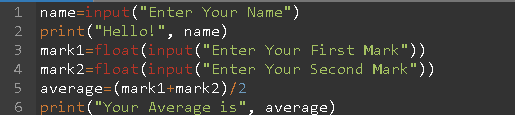 1 name=input("Enter Your Name")
2 print("Hello!", name)
3 mark1=float(input("Enter Your First Mark"))
4 mark2=float(input("Enter Your Second Mark"))
5 average=(mark1+mark2)/2
6 print("Your Average is", average)